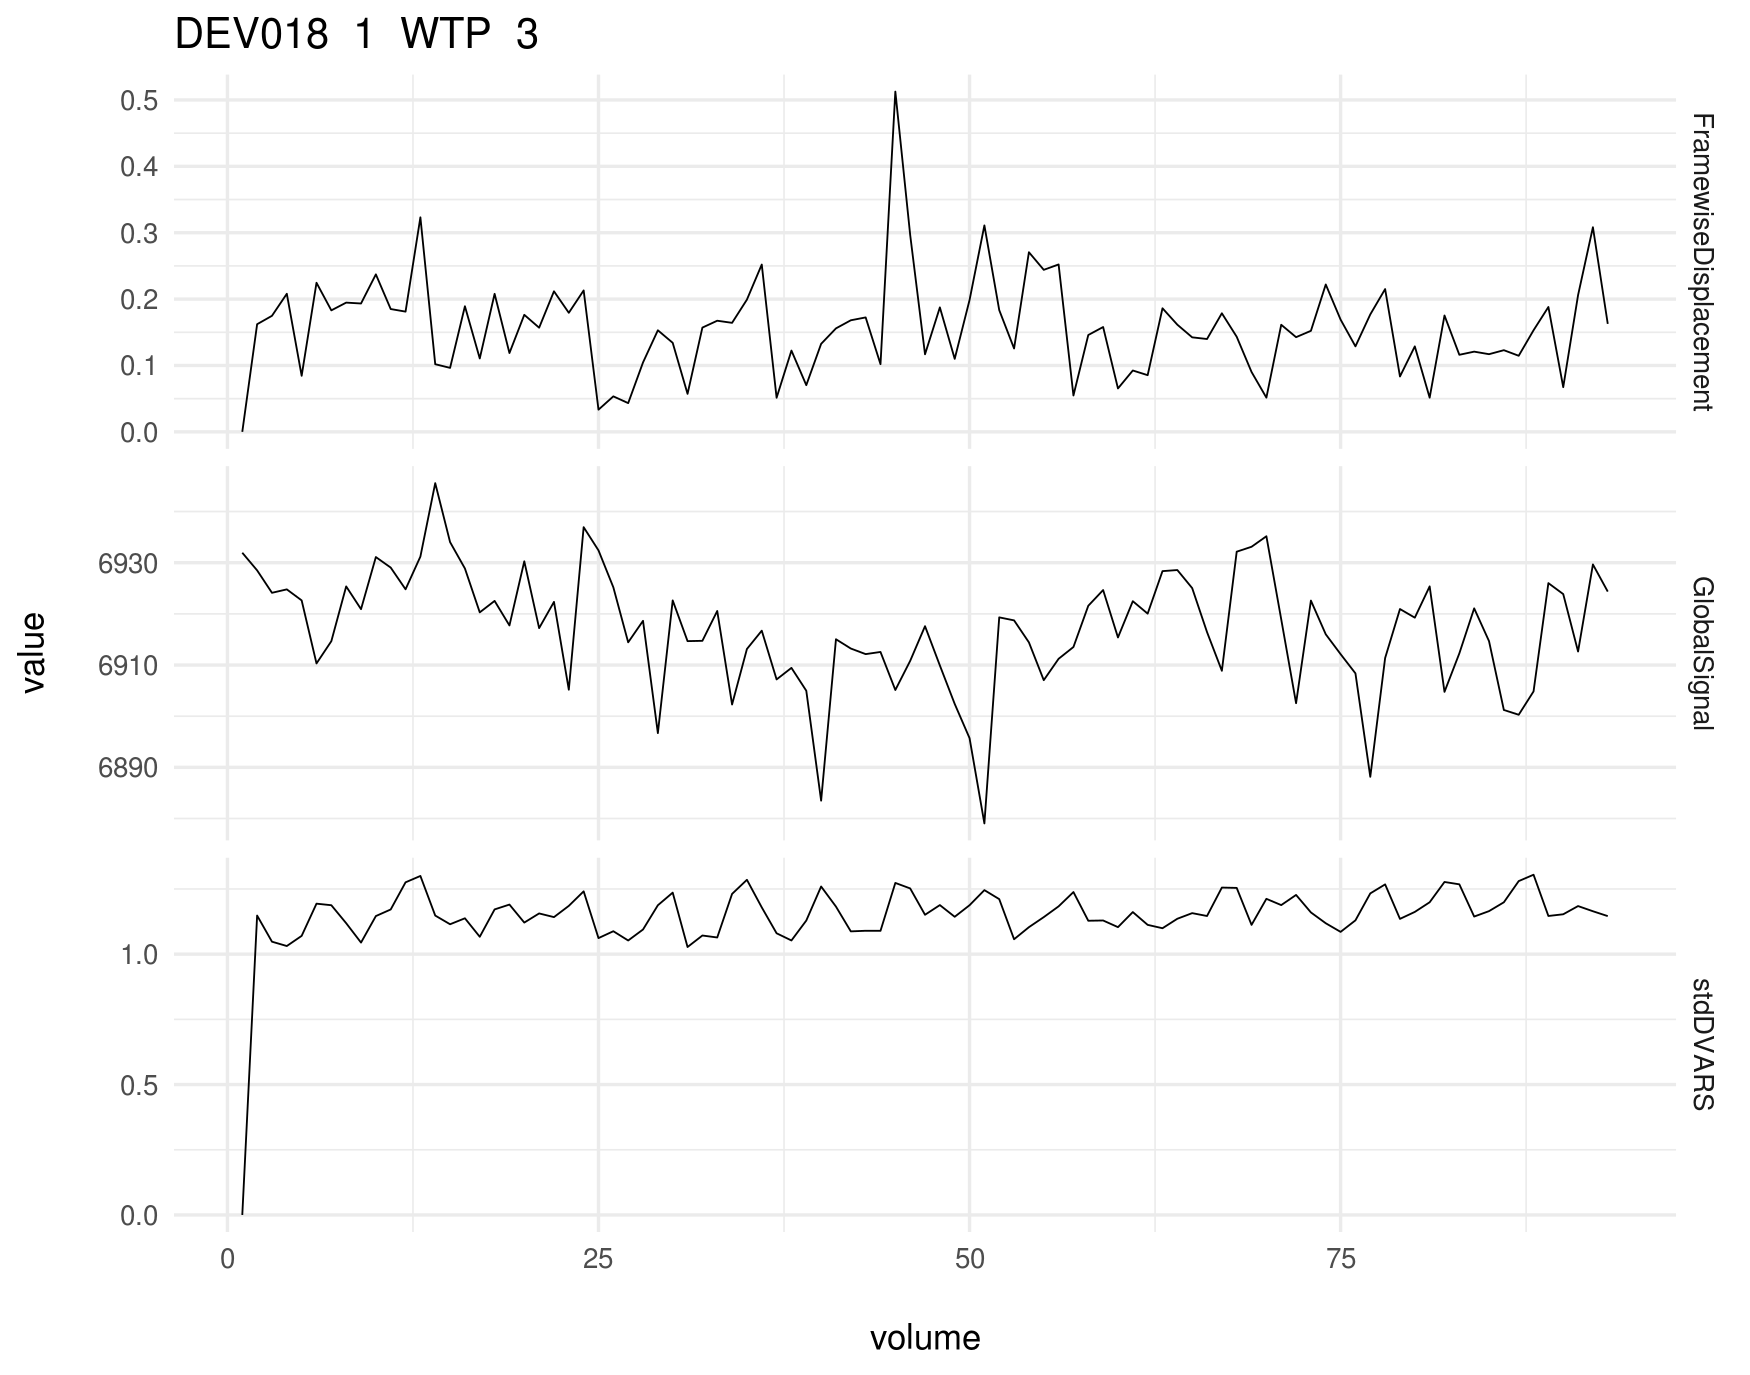 DEV018 1 WTP 3
0.5
0.4
0.3
0.2
0.1
0.0
FramewiseDisplacement
6930
6910
6890
GlobalSignal
value
1.0
0.5
0.0
stdDVARS
0 25 50 75
volume